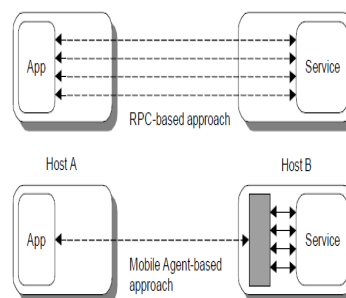 App
Service
RPC-based approach
Host A
Host B
App
Service
Mobile Agent-based
approach